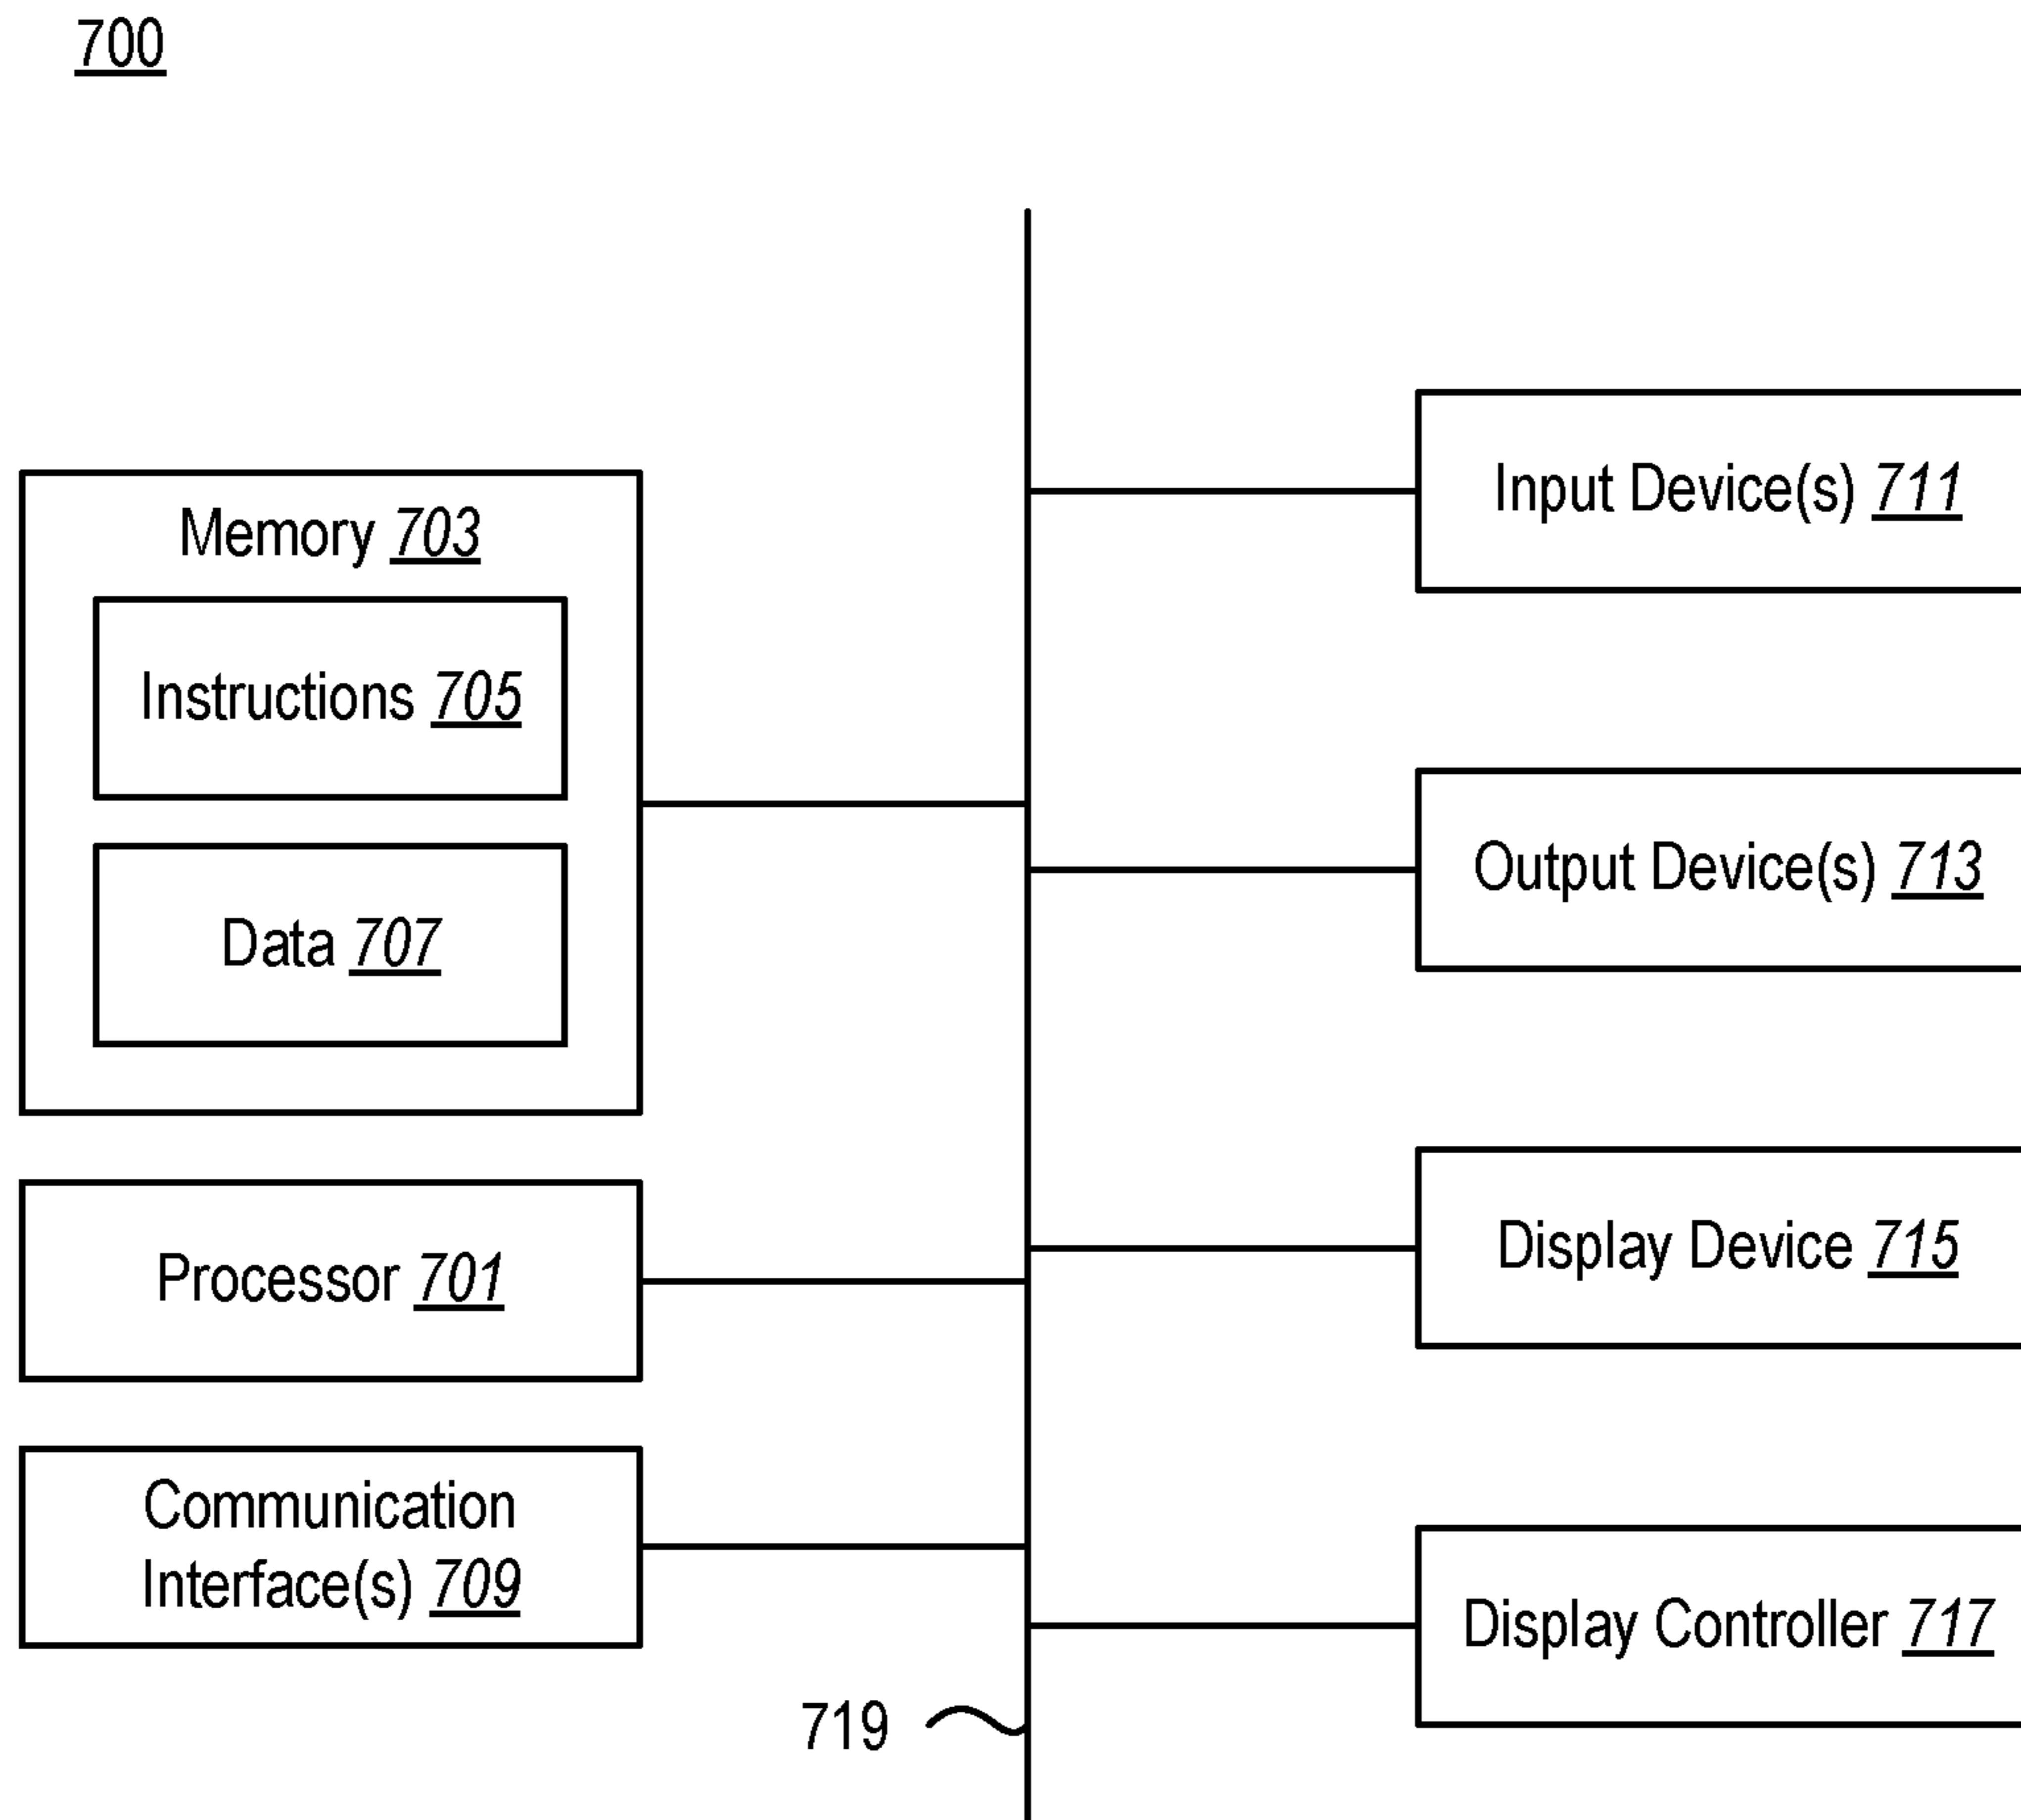 700
Memory 703
Instructions 705
Data 707
Processor 701
Communication
Interface(s) 709
719
Input Device(s) 711
Output Device(s) 713
Display Device 715
Display Controller 717